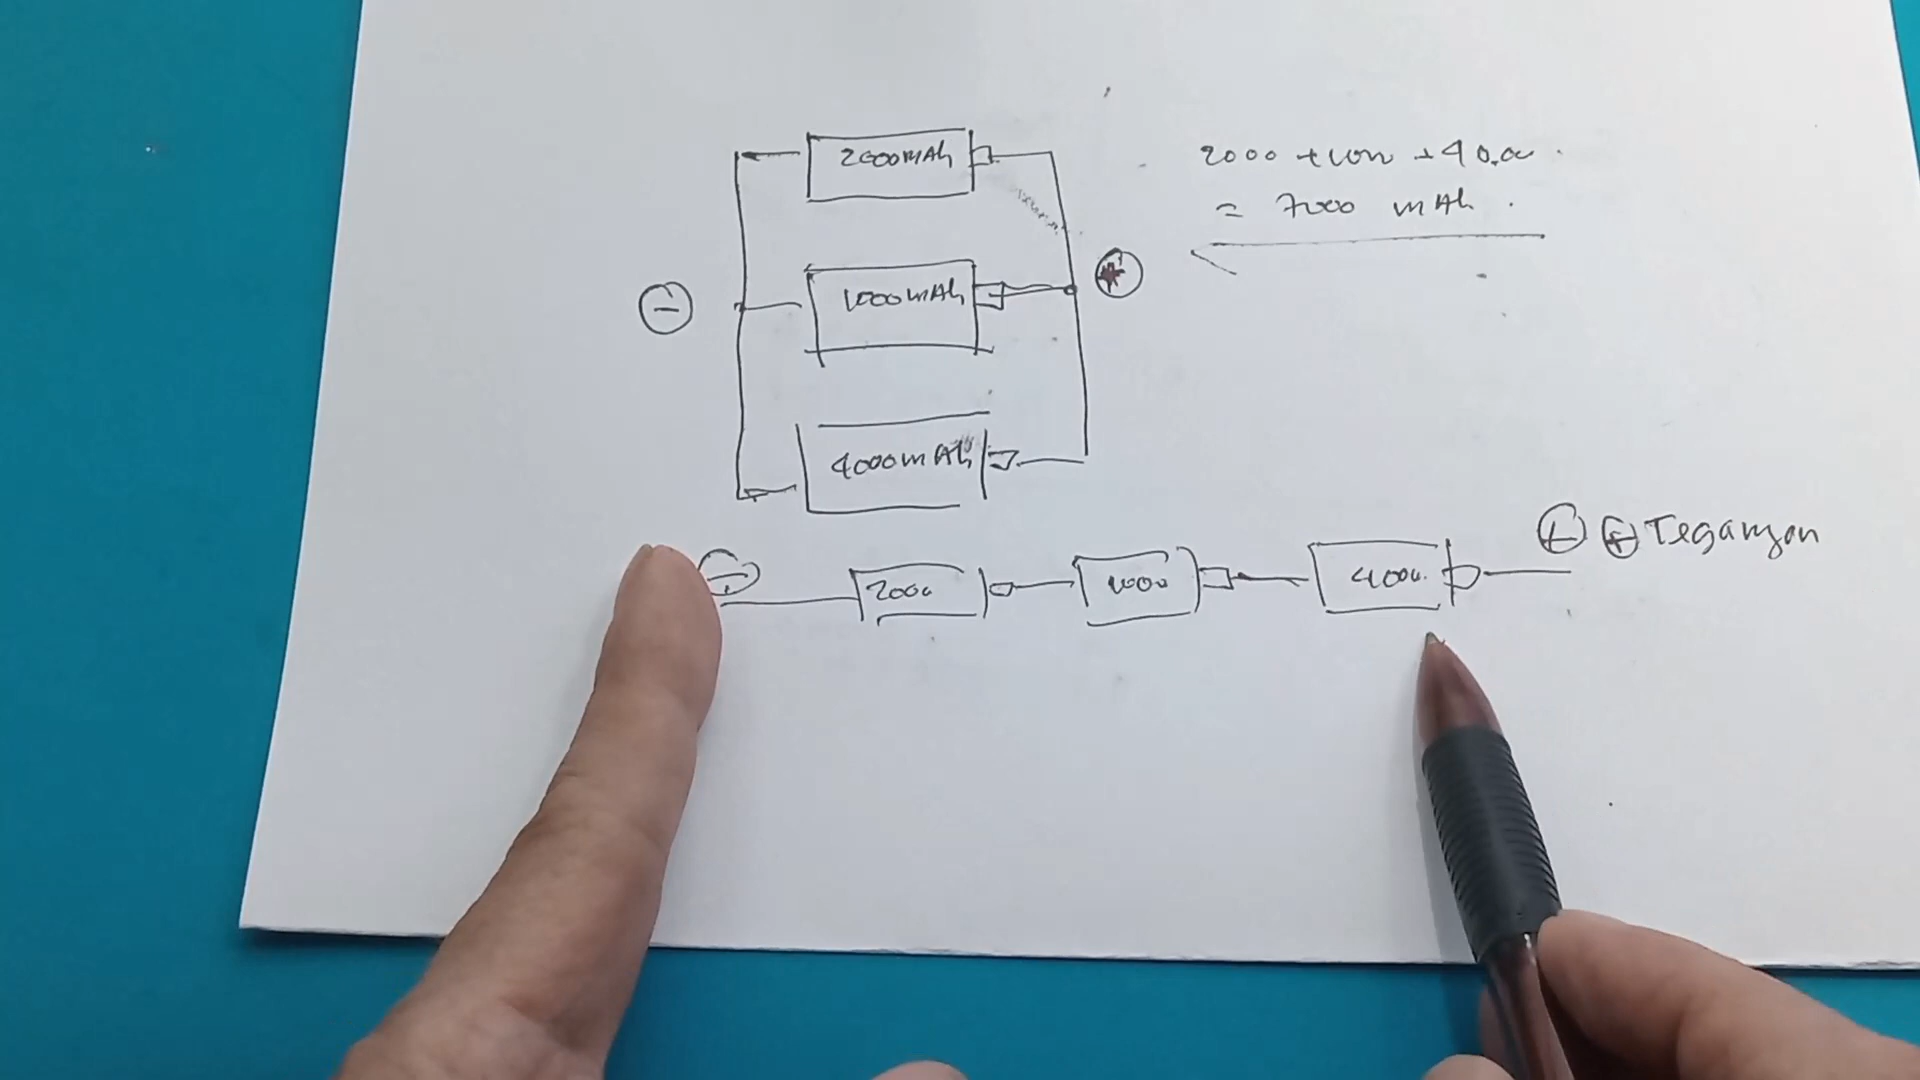 2000mAh
2000 + 1000 + 4000
= 7000 mAh
1000mAh
-
4000mAh
+ Tegangan
-
2000
1000
4000